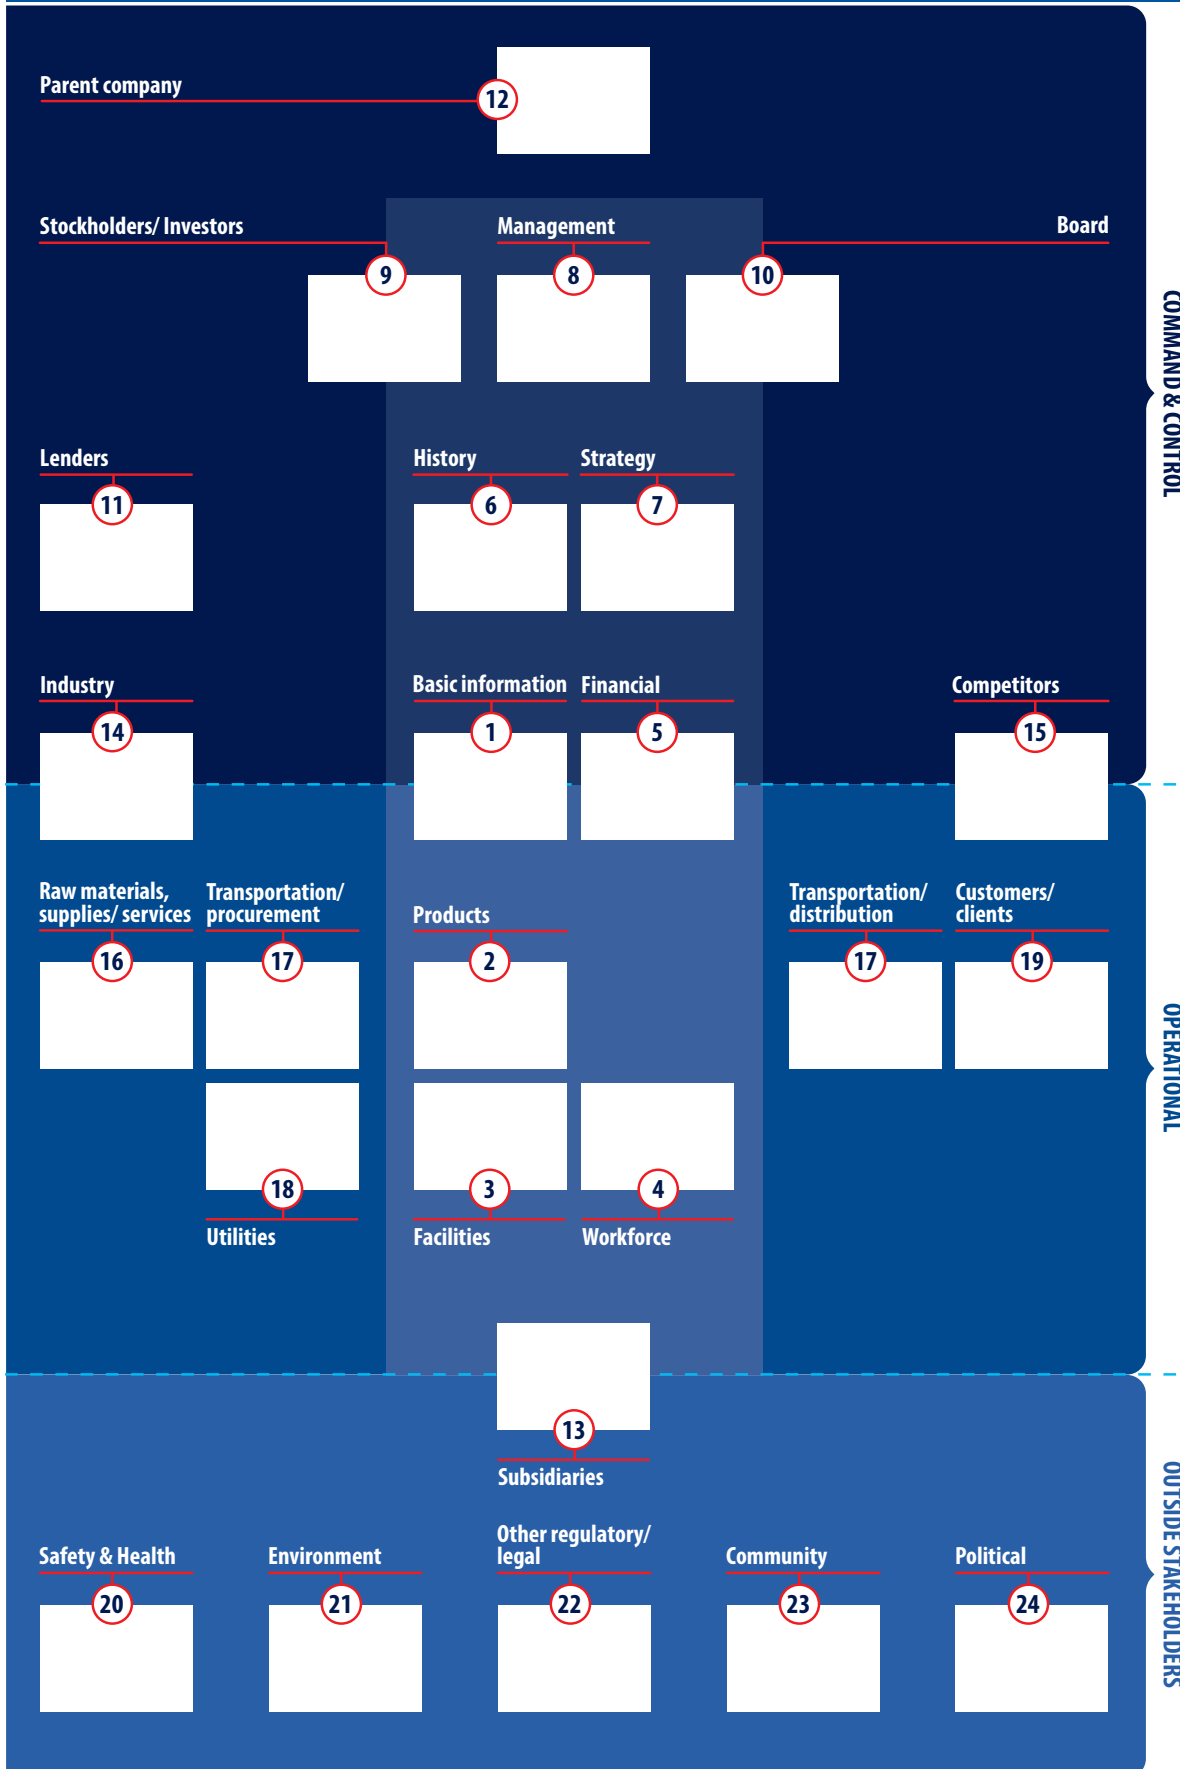 Parent company
12
Stockholders/ Investors
Management
Board
9
8
10
COMMAND & CONTROL
Lenders
History
Strategy
11
6
7
Industry
Basic information
Financial
Competitors
14
1
5
15
Raw materials,
supplies/ services
Transportation/
procurement
Products
Transportation/
distribution
Customers/
clients
16
17
2
17
19
OPERATIONAL
18
3
4
Utilities
Facilities
Workforce
13
Subsidiaries
OUTSIDE STAKEHOLDERS
Safety & Health
Environment
Other regulatory/
legal
Community
Political
20
21
22
23
24